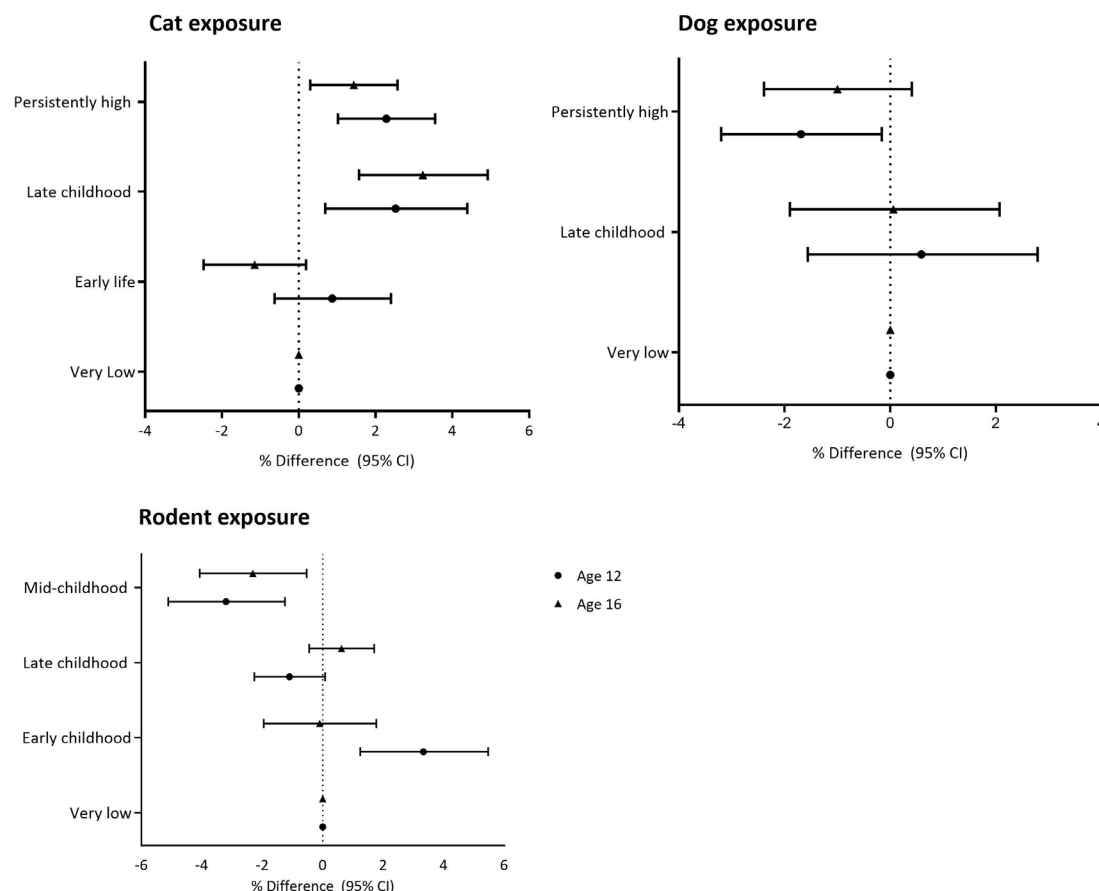 Cat exposure
Persistently high
Late childhood
Early life
Very Low
-4 -2 0 2 4 6
% Difference (95% CI)
Dog exposure
Persistently high
Late childhood
Very low
-4 -2 0 2 4
% Difference (95% CI)
Rodent exposure
Mid-childhood
Late childhood
Early childhood
Very low
-6 -4 -2 0 2 4 6
% Difference (95% CI)
Age 12
Age 16